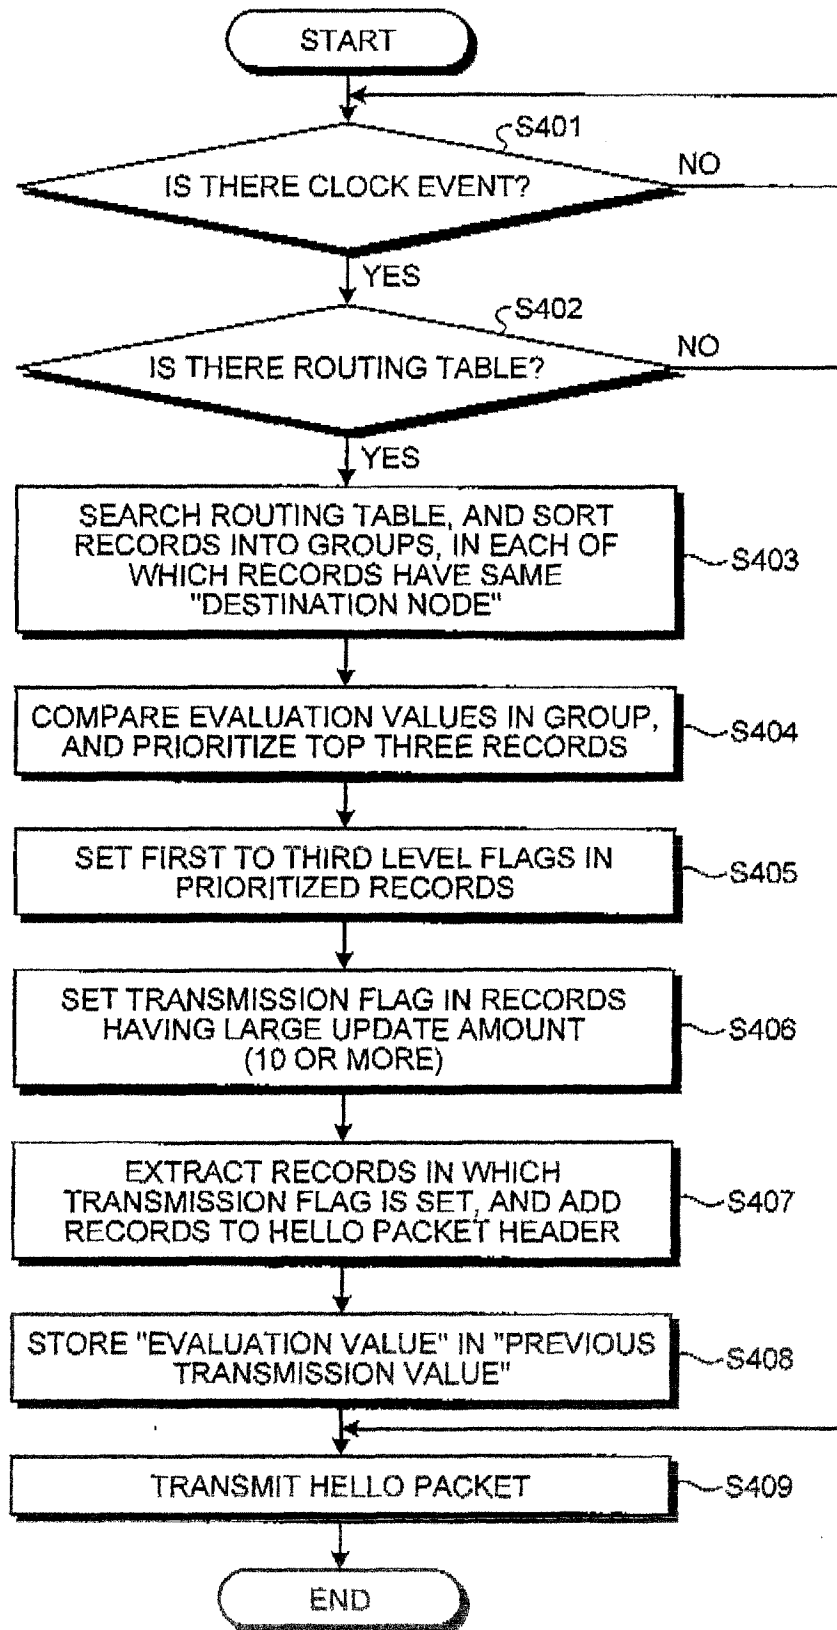 START
S401
IS THERE CLOCK EVENT?
NO
YES
S402
IS THERE ROUTING TABLE?
NO
YES
SEARCH ROUTING TABLE, AND SORT
RECORDS INTO GROUPS, IN EACH OF
WHICH RECORDS HAVE SAME
"DESTINATION NODE"
S403
COMPARE EVALUATION VALUES IN GROUP,
AND PRIORITIZE TOP THREE RECORDS
S404
SET FIRST TO THIRD LEVEL FLAGS IN
PRIORITIZED RECORDS
S405
SET TRANSMISSION FLAG IN RECORDS
HAVING LARGE UPDATE AMOUNT
(10 OR MORE)
S406
EXTRACT RECORDS IN WHICH
TRANSMISSION FLAG IS SET, AND ADD
RECORDS TO HELLO PACKET HEADER
S407
STORE "EVALUATION VALUE" IN "PREVIOUS
TRANSMISSION VALUE"
S408
TRANSMIT HELLO PACKET
S409
END